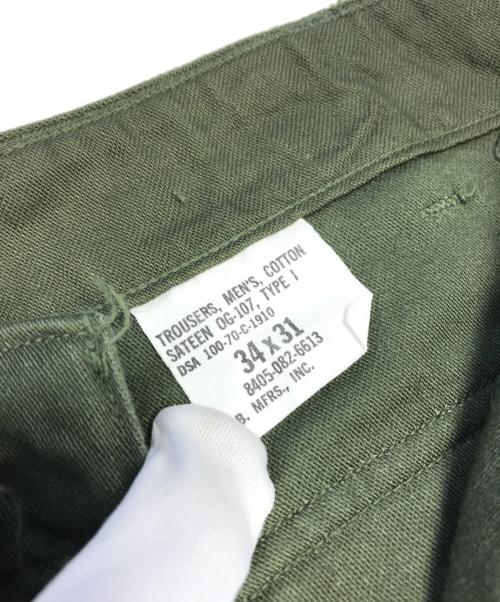 TROUSERS, MEN'S, COTTON
SATEEN OG-107, TYPE I
DSA 100-70-C-1910
34 x 31
8405-082-6613
B. MFRS., INC.